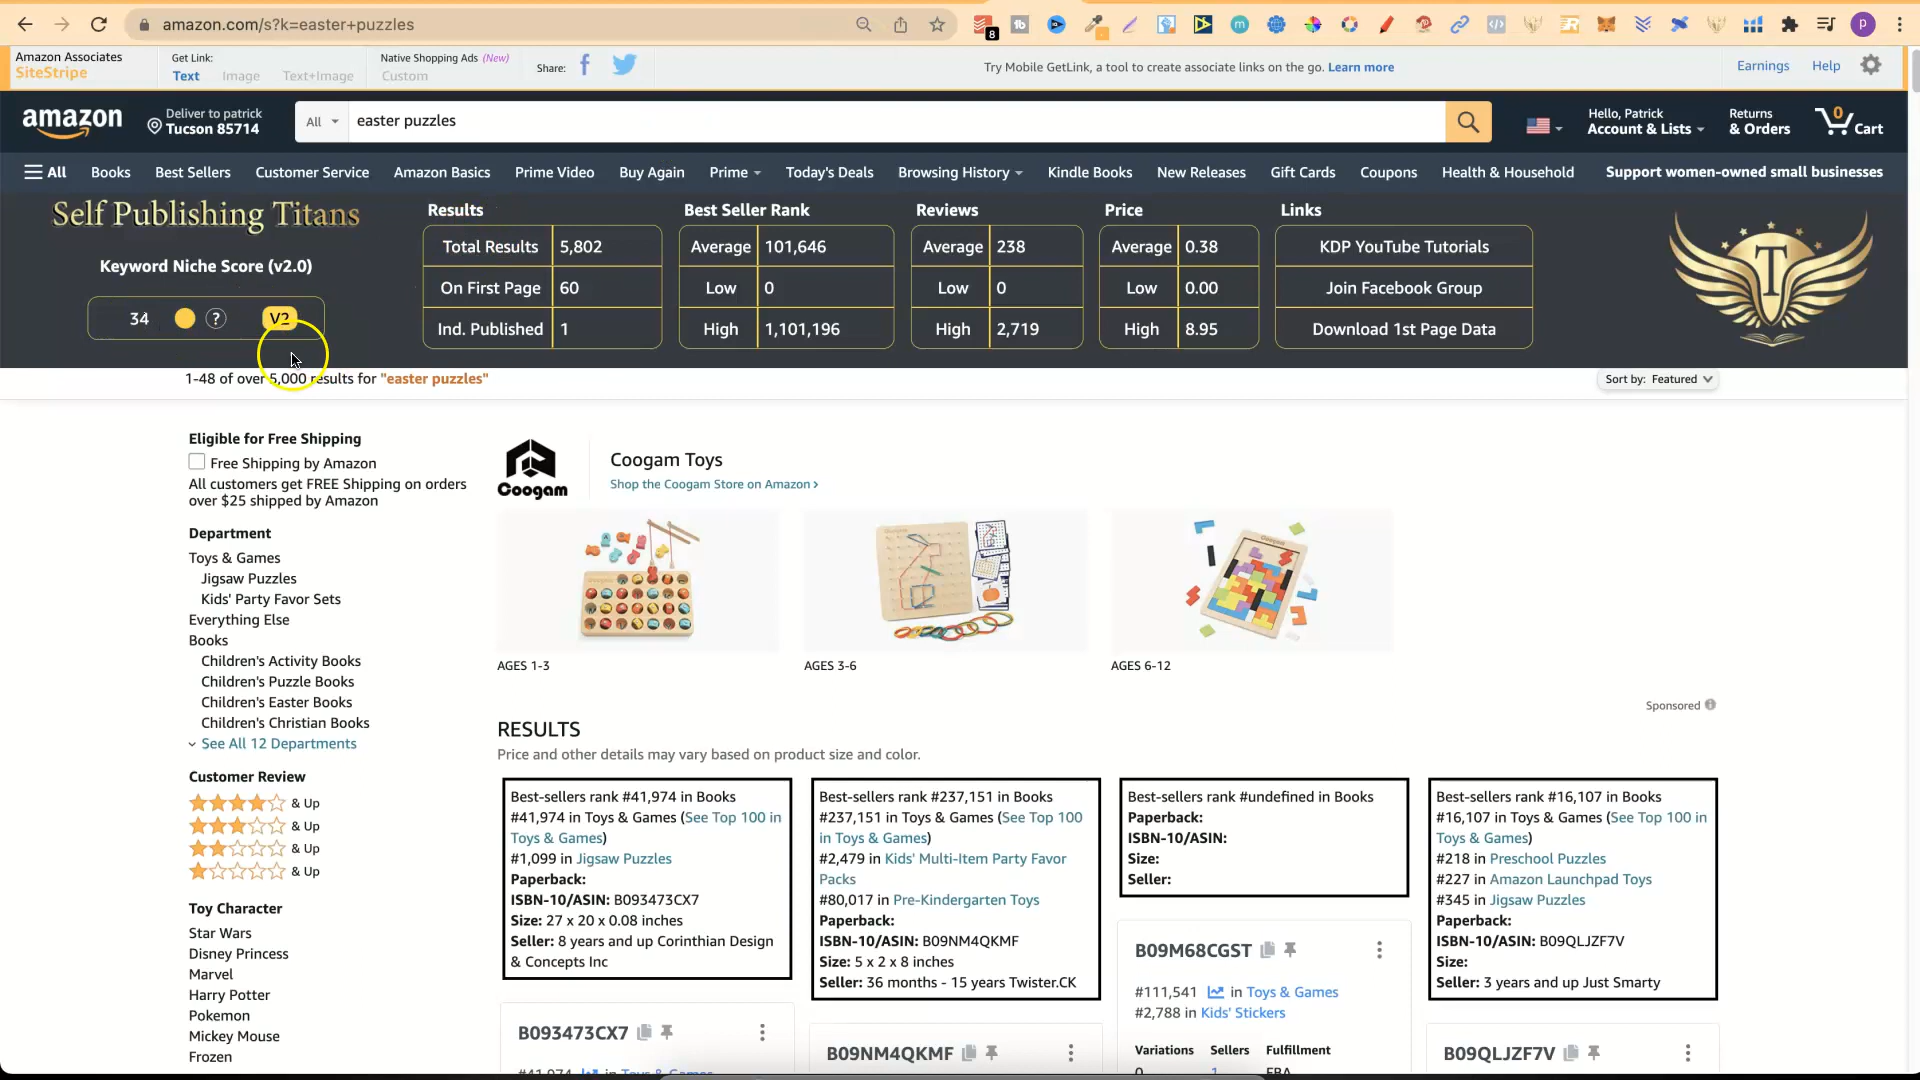 amazon.com/s?k=easter+puzzles
8
P
Amazon Associates
SiteStripe
Get Link:
Text Image Text+Image
Native Shopping Ads (New)
Custom
Share:
Try Mobile GetLink, a tool to create associate links on the go. Learn more
Earnings Help
amazon
Deliver to patrick
Tucson 85714
All
easter puzzles
Hello, Patrick
Account & Lists
Returns
& Orders
0
Cart
All Books Best Sellers Customer Service Amazon Basics Prime Video Buy Again Prime Today's Deals Browsing History Kindle Books New Releases Gift Cards Coupons Health & Household Support women-owned small businesses
Self Publishing Titans
Keyword Niche Score (v2.0)
34 ? V2
Results
Total Results 5,802
On First Page 60
Ind. Published 1
Best Seller Rank
Average 101,646
Low 0
High 1,101,196
Reviews
Average 238
Low 0
High 2,719
Price
Average 0.38
Low 0.00
High 8.95
Links
KDP YouTube Tutorials
Join Facebook Group
Download 1st Page Data
T
1-48 of over 5,000 results for "easter puzzles"
Sort by: Featured
Eligible for Free Shipping
Free Shipping by Amazon
All customers get FREE Shipping on orders
over $25 shipped by Amazon
Department
Toys & Games
Jigsaw Puzzles
Kids' Party Favor Sets
Everything Else
Books
Children's Activity Books
Children's Puzzle Books
Children's Easter Books
Children's Christian Books
See All 12 Departments
Customer Review
& Up
& Up
& Up
& Up
Toy Character
Star Wars
Disney Princess
Marvel
Harry Potter
Pokemon
Mickey Mouse
Frozen
Coogam
Coogam Toys
Shop the Coogam Store on Amazon ›
AGES 1-3
AGES 3-6
AGES 6-12
Sponsored
RESULTS
Price and other details may vary based on product size and color.
Best-sellers rank #41,974 in Books
#41,974 in Toys & Games (See Top 100 in
Toys & Games)
#1,099 in Jigsaw Puzzles
Paperback:
ISBN-10/ASIN: B093473CX7
Size: 27 x 20 x 0.08 inches
Seller: 8 years and up Corinthian Design
& Concepts Inc
B093473CX7
#41,974 in Toys & Games
Best-sellers rank #237,151 in Books
#237,151 in Toys & Games (See Top 100
in Toys & Games)
#2,479 in Kids' Multi-Item Party Favor
Packs
#80,017 in Pre-Kindergarten Toys
Paperback:
ISBN-10/ASIN: B09NM4QKMF
Size: 5 x 2 x 8 inches
Seller: 36 months - 15 years Twister.CK
B09NM4QKMF
Best-sellers rank #undefined in Books
Paperback:
ISBN-10/ASIN:
Size:
Seller:
B09M68CGST
#111,541 in Toys & Games
#2,788 in Kids' Stickers
Variations Sellers Fulfillment
0 1 FBA
Best-sellers rank #16,107 in Books
#16,107 in Toys & Games (See Top 100 in
Toys & Games)
#218 in Preschool Puzzles
#227 in Amazon Launchpad Toys
#345 in Jigsaw Puzzles
Paperback:
ISBN-10/ASIN: B09QLJZF7V
Size:
Seller: 3 years and up Just Smarty
B09QLJZF7V